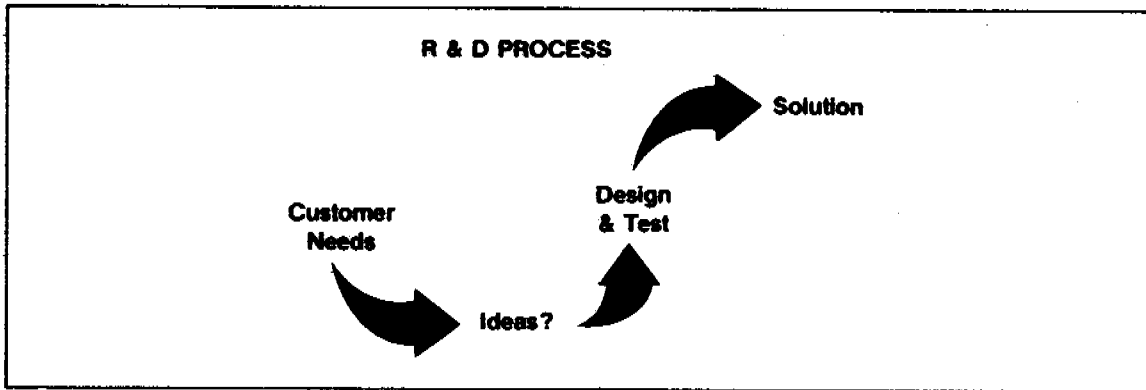 R & D PROCESS
Solution
Design
& Test
Customer
Needs
Ideas?